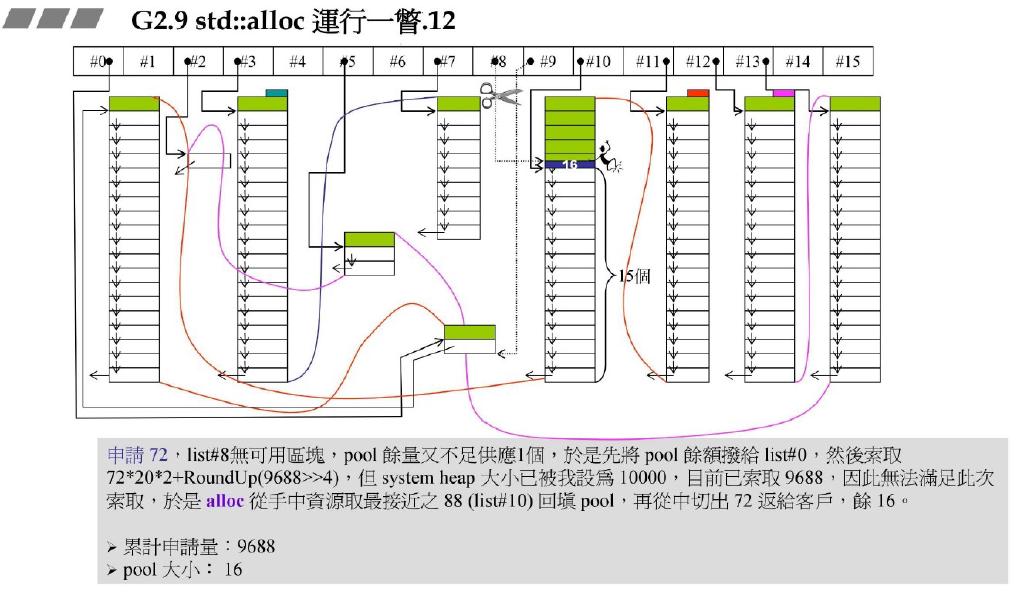 G2.9 std::alloc 運行一瞥.12
#0 #1 #2 #3 #4 #5 #6 #7 #8 #9 #10 #11 #12 #13 #14 #15
16
15個
申請 72，list#8無可用區塊，pool 餘量又不足供應1個，於是先將 pool 餘額撥給 list#0，然後索取
72*20*2+RoundUp(9688>>4)，但 system heap 大小已被我設為 10000，目前已索取 9688，因此無法滿足此次
索取，於是 alloc 從手中資源取最接近之 88 (list#10) 回填 pool，再從中切出 72 返給客戶，餘 16。
➢ 累計申請量：9688
➢ pool 大小： 16